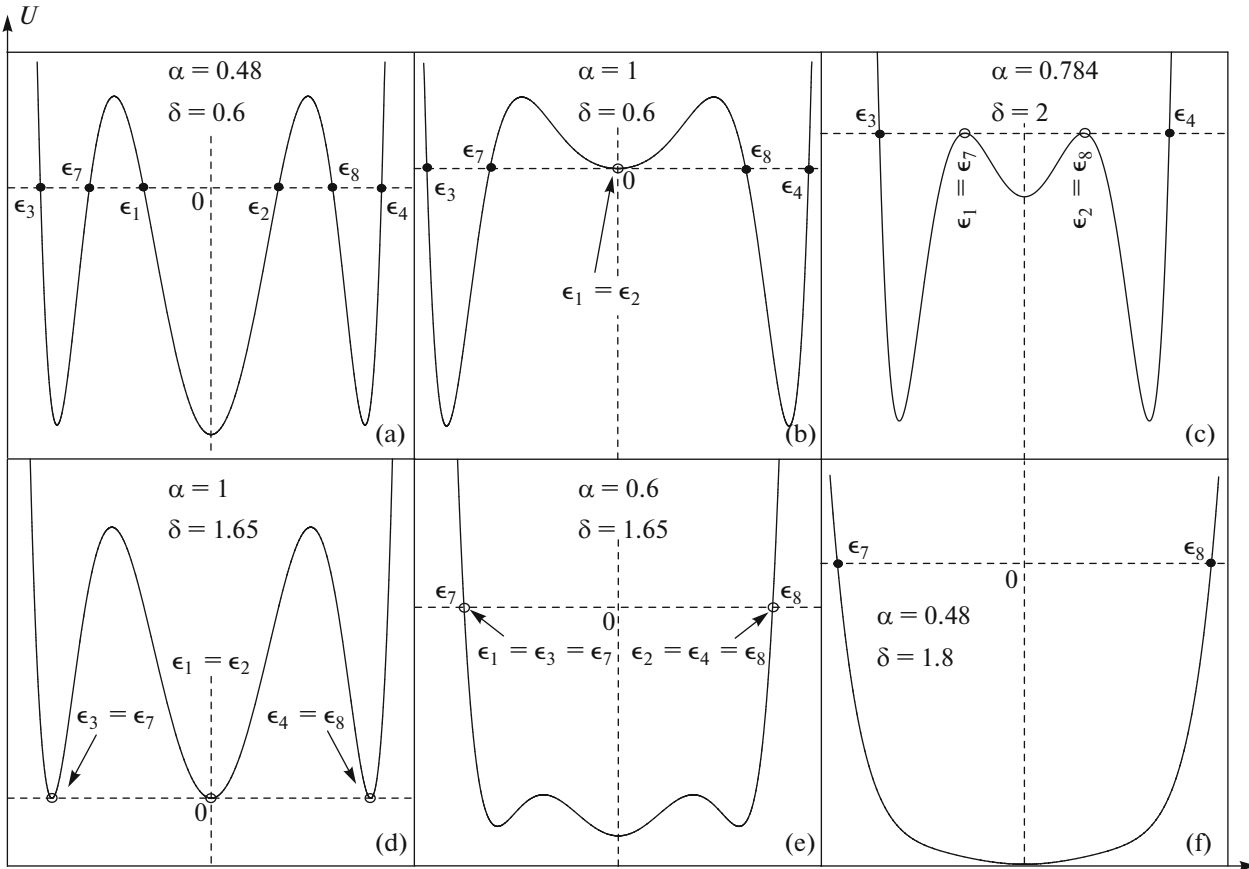 U
α = 0.48
δ = 0.6
ϵ7
ϵ8
0
ϵ3
ϵ1
ϵ2
ϵ4
(a)
α = 1
δ = 0.6
ϵ7
ϵ8
0
ϵ3
ϵ4
ϵ1 = ϵ2
(b)
α = 0.784
δ = 2
ϵ3
ϵ4
ϵ1 = ϵ7
ϵ2 = ϵ8
(c)
α = 1
δ = 1.65
ϵ1 = ϵ2
ϵ3 = ϵ7
ϵ4 = ϵ8
0
(d)
α = 0.6
δ = 1.65
ϵ7
ϵ8
0
ϵ1 = ϵ3 = ϵ7
ϵ2 = ϵ4 = ϵ8
(e)
ϵ7
ϵ8
0
α = 0.48
δ = 1.8
(f)